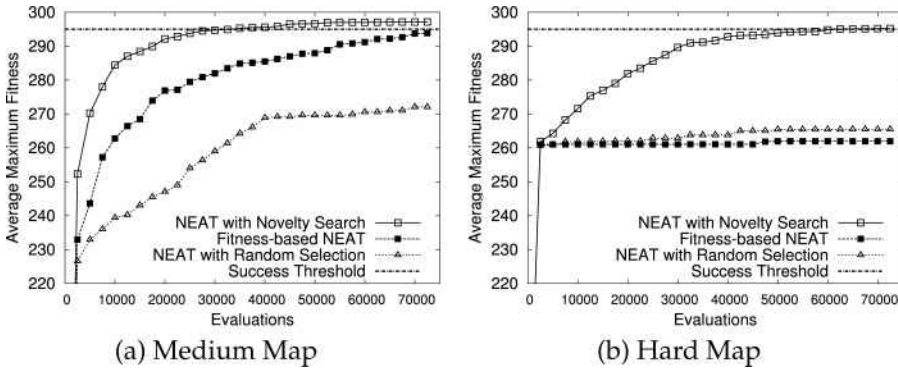 Average Maximum Fitness
300
290
280
270
260
250
240
230
220
NEAT with Novelty Search
Fitness-based NEAT
NEAT with Random Selection
Success Threshold
0 10000 20000 30000 40000 50000 60000 70000
Evaluations
(a) Medium Map
Average Maximum Fitness
300
290
280
270
260
250
240
230
220
NEAT with Novelty Search
Fitness-based NEAT
NEAT with Random Selection
Success Threshold
0 10000 20000 30000 40000 50000 60000 70000
Evaluations
(b) Hard Map